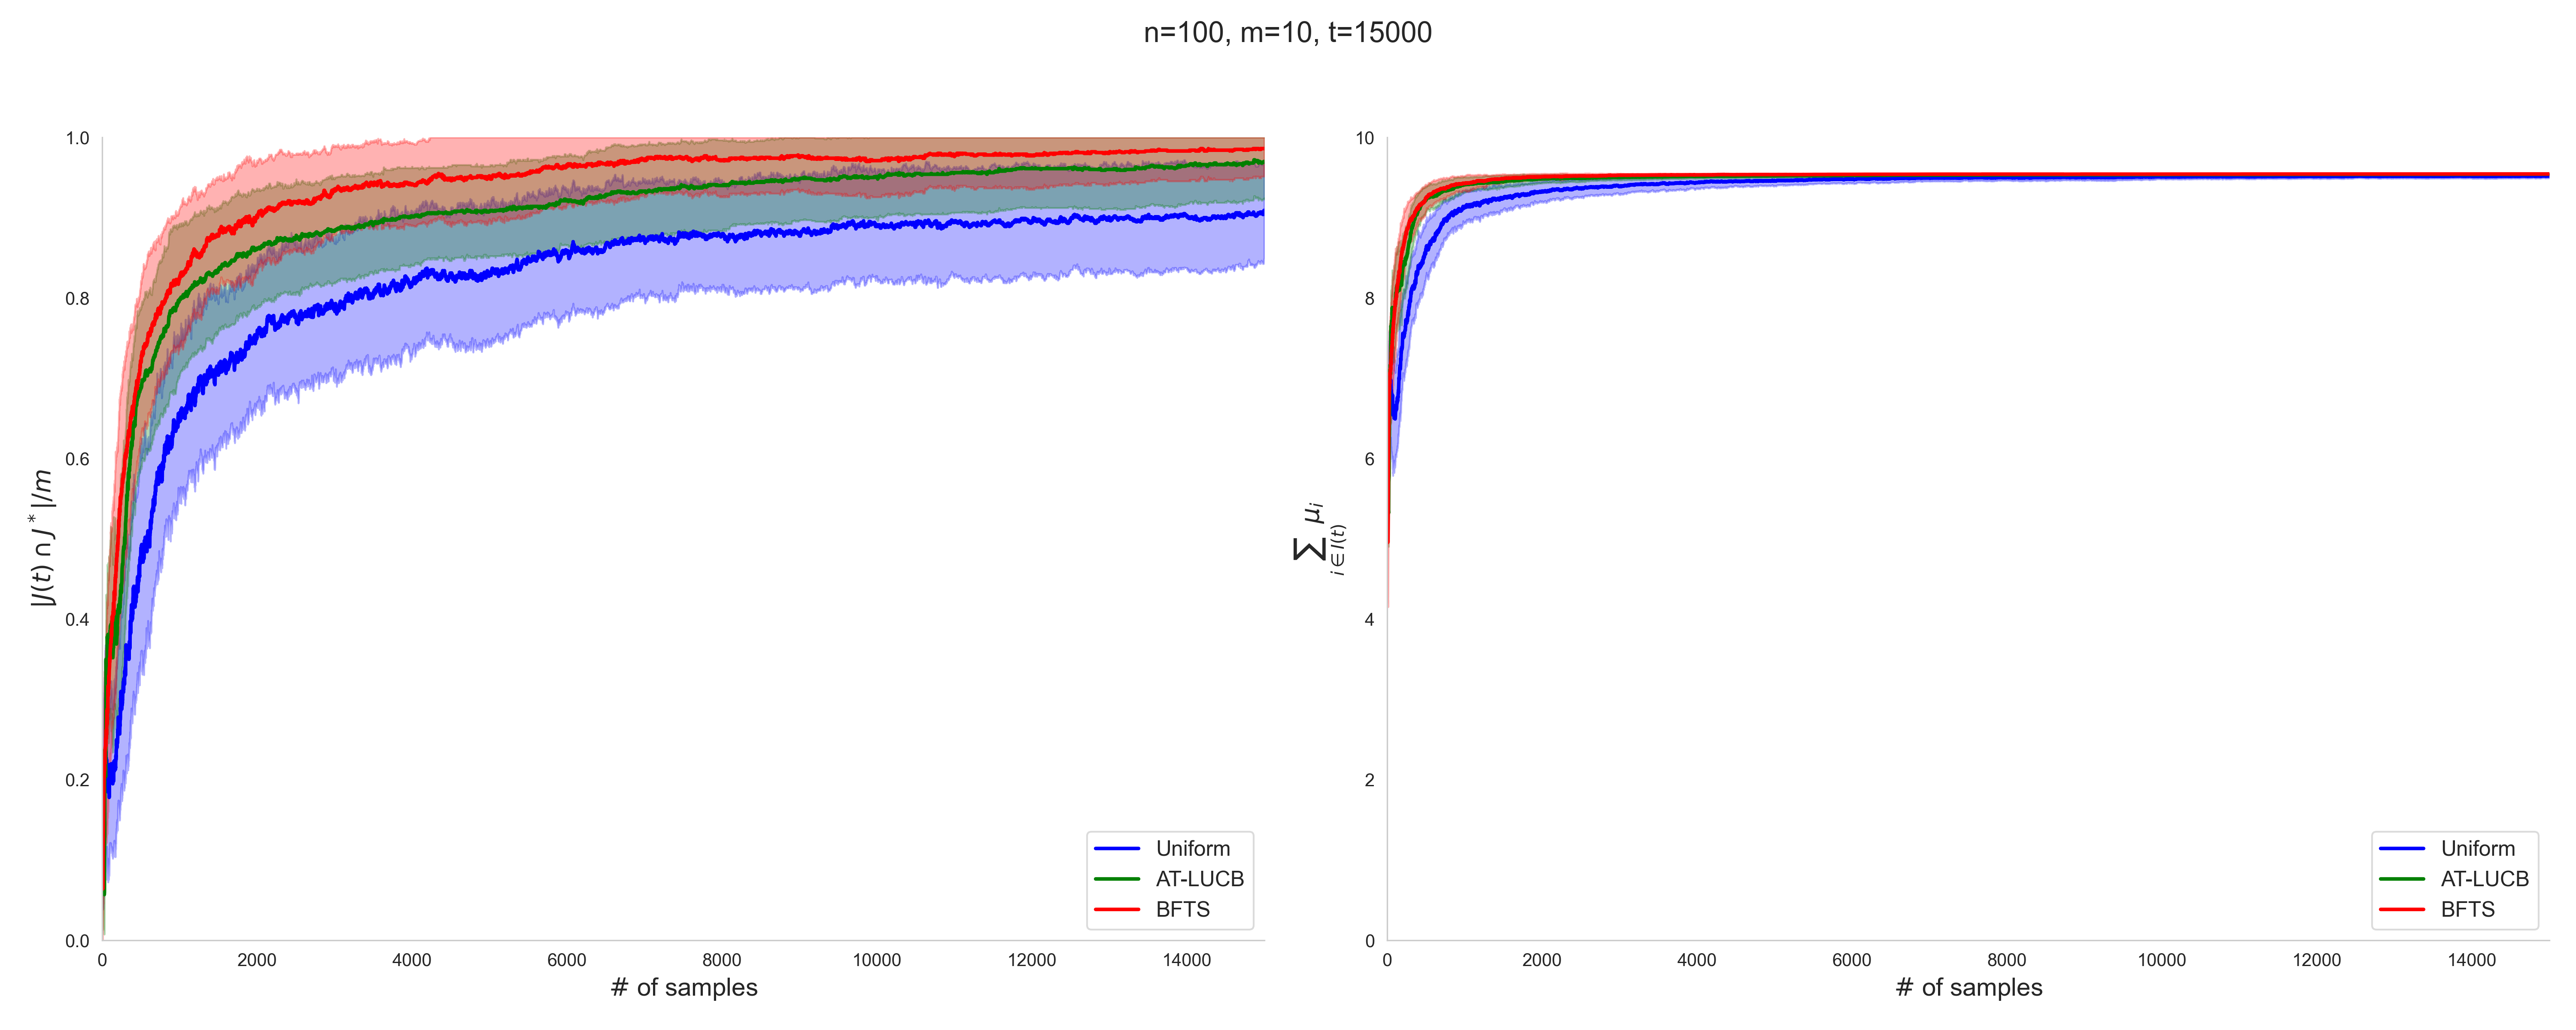 n=100, m=10, t=15000
|J(t) ∩ J*|/m
1.0
0.8
0.6
0.4
0.2
0.0
0 2000 4000 6000 8000 10000 12000 14000
# of samples
Uniform
AT-LUCB
BFTS
∑ μi
i∈I(t)
10
8
6
4
2
0
0 2000 4000 6000 8000 10000 12000 14000
# of samples
Uniform
AT-LUCB
BFTS